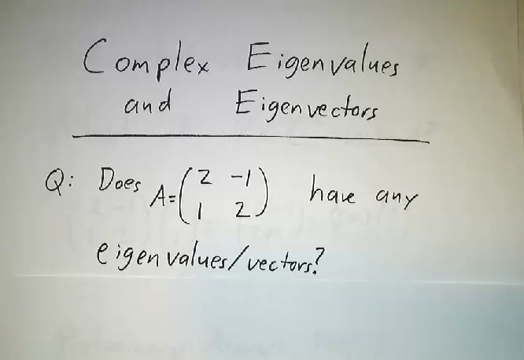 Complex Eigenvalues
and Eigenvectors
Q: Does A=(2 -1
1 2) have any
eigenvalues/vectors?